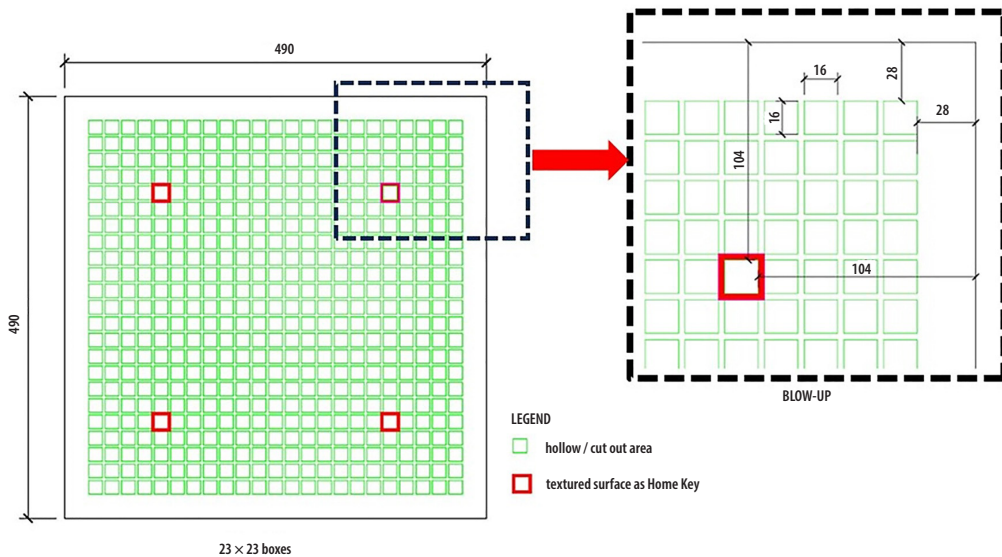 490
490
23 × 23 boxes
16
16
28
28
104
104
BLOW-UP
LEGEND
hollow / cut out area
textured surface as Home Key